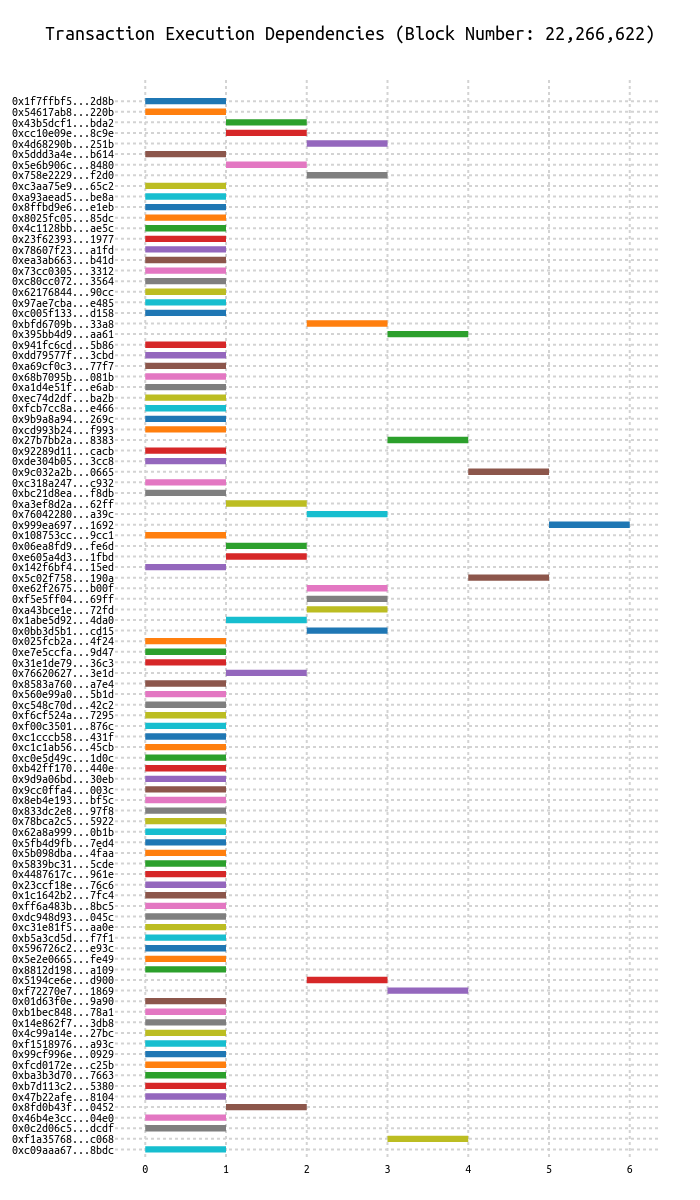 Transaction Execution Dependencies (Block Number: 22,266,622)
0x1f7ffbf5...2d8b
0x54617ab8...220b
0x43b5dcf1...bda2
0xcc10e09e...8c9e
0x4d68290b...251b
0x5ddd3a4e...b614
0x5e6b906c...8480
0x758e2229...f2d0
0xc3aa75e9...65c2
0xa93aead5...be8a
0x8ffbd9e6...e1eb
0x8025fc05...85dc
0x4c1128bb...ae5c
0x23f62393...1977
0x78607f23...a1fd
0xea3ab663...b41d
0x73cc0305...3312
0xc80cc072...3564
0x62176844...90cc
0x97ae7cba...e485
0xc005f133...d158
0xbfd6709b...33a8
0x395bb4d9...aa61
0x941fc6cd...5b86
0xdd79577f...3cbd
0xa69cf0c3...77f7
0x68b7095b...081b
0xa1d4e51f...e6ab
0xec74d2df...ba2b
0xfcb7cc8a...e466
0x9b9a8a94...269c
0xcd993b24...f993
0x27b7bb2a...8383
0x92289d11...cacb
0xde304b05...3cc8
0x9c032a2b...0665
0xc318a247...c932
0xbc21d8ea...f8db
0xa3ef8d2a...62ff
0x76042280...a39c
0x999ea697...1692
0x108753cc...9cc1
0x06ea8fd9...fe6d
0xe605a4d3...1fbd
0x142f6bf4...15ed
0x5c02f758...190a
0xe62f2675...b00f
0xf5e5ff04...69ff
0xa43bce1e...72fd
0x1abe5d92...4da0
0x0bb3d5b1...cd15
0x025fcb2a...4f24
0xe7e5ccfa...9d47
0x31e1de79...36c3
0x76620627...3e1d
0x8583a760...a7e4
0x560e99a0...5b1d
0xc548c70d...42c2
0xf6cf524a...7295
0xf00c3501...876c
0xc1cccb58...431f
0xc1c1ab56...45cb
0xc0e5d49c...1d0c
0xb42ff170...440e
0x9d9a06bd...30eb
0x9cc0ffa4...003c
0x8eb4e193...bf5c
0x833dc2e8...97f8
0x78bca2c5...5922
0x62a8a999...0b1b
0x5fb4d9fb...7ed4
0x5b098dba...4faa
0x5839bc31...5cde
0x4487617c...961e
0x23ccf18e...76c6
0x1c1642b2...7fc4
0xff6a483b...8bc5
0xdc948d93...045c
0xc31e81f5...aa0e
0xb5a3cd5d...f7f1
0x596726c2...e93c
0x5e2e0665...fe49
0x8812d198...a109
0x5194ce6e...d900
0xf72270e7...1869
0x01d63f0e...9a90
0xb1bec848...78a1
0x14e862f7...3db8
0x4c99a14e...27bc
0xf1518976...a93c
0x99cf996e...0929
0xfcd0172e...c25b
0xba3b3d70...7663
0xb7d113c2...5380
0x47b22afe...8104
0x8fd0b43f...0452
0x46b4e3cc...04e0
0x0c2d06c5...dcdf
0xf1a35768...c068
0xc09aaa67...8bdc
0 1 2 3 4 5 6